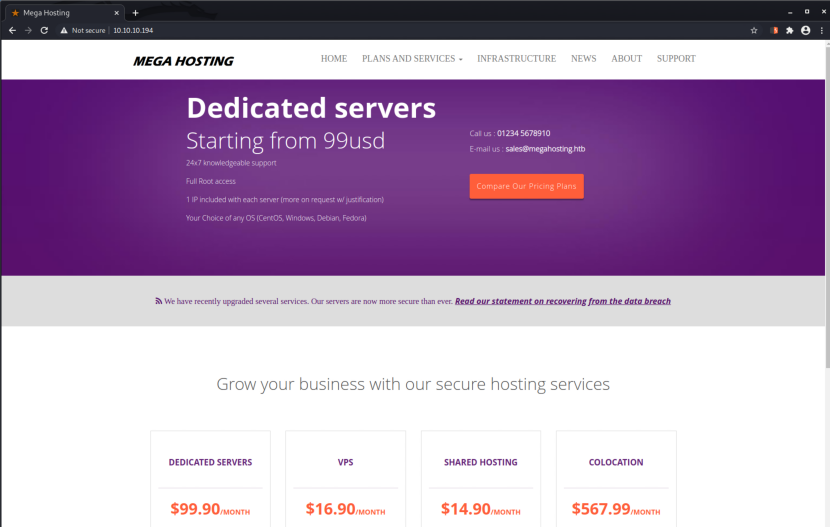 Mega Hosting
Not secure | 10.10.10.194
MEGA HOSTING
HOME PLANS AND SERVICES INFRASTRUCTURE NEWS ABOUT SUPPORT
Dedicated servers
Starting from 99usd
24x7 knowledgeable support
Full Root access
1 IP included with each server (more on request w/ justification)
Your Choice of any OS (CentOS, Windows, Debian, Fedora)
Call us : 01234 5678910
E-mail us : sales@megahosting.htb
Compare Our Pricing Plans
We have recently upgraded several services. Our servers are now more secure than ever. Read our statement on recovering from the data breach
Grow your business with our secure hosting services
DEDICATED SERVERS
$99.90/MONTH
VPS
$16.90/MONTH
SHARED HOSTING
$14.90/MONTH
COLOCATION
$567.99/MONTH